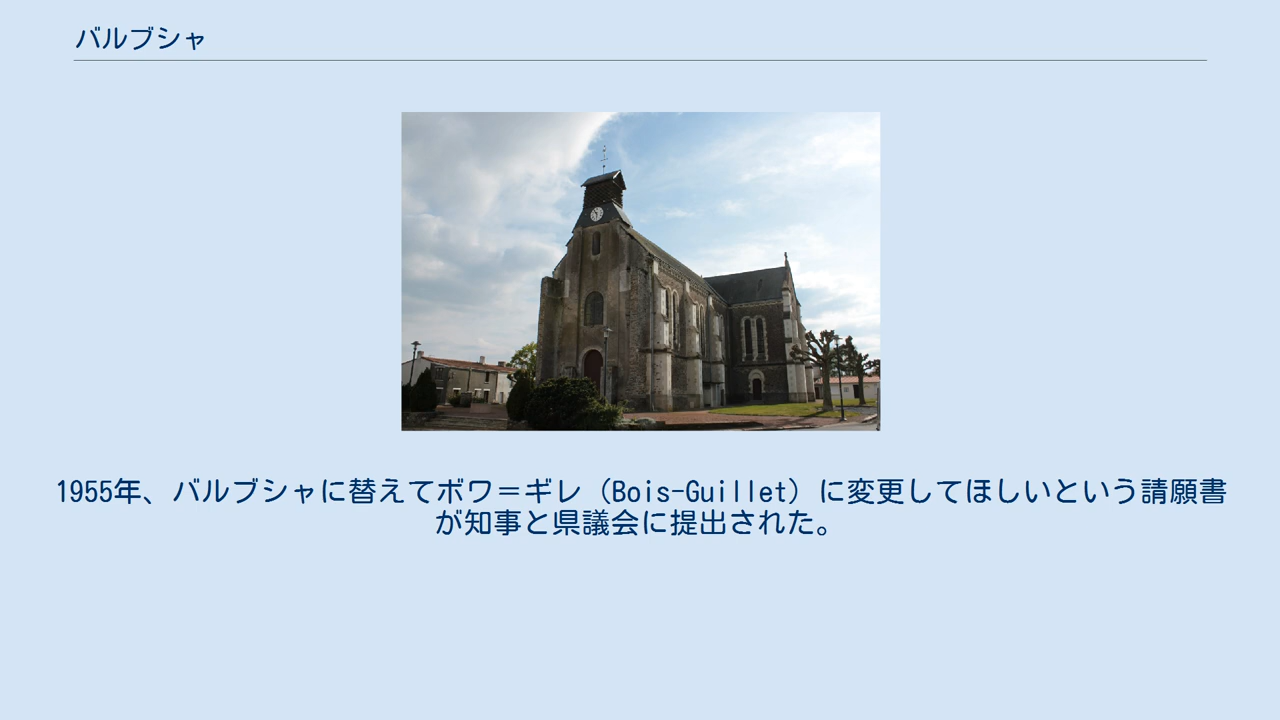 バルブシャ
1955年、バルブシャに替えてボワ＝ギレ（Bois-Guillet）に変更してほしいという請願書
が知事と県議会に提出された。